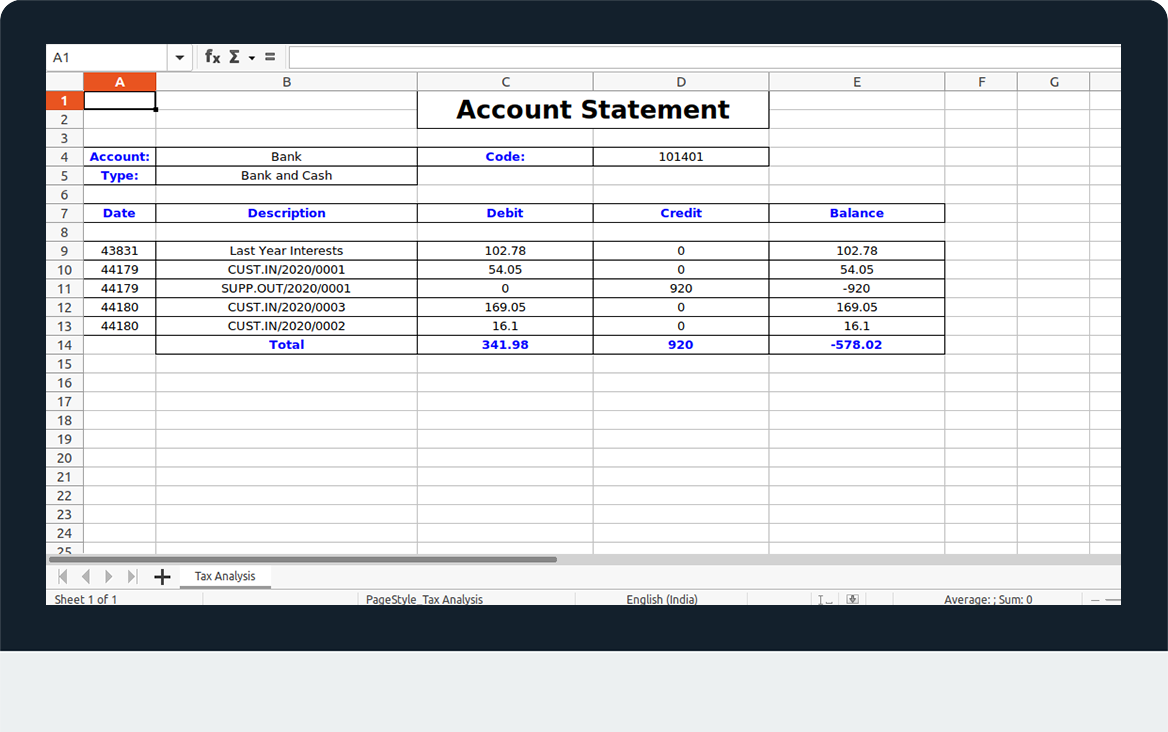 A1 fx Σ =
A B C D E F G
1 Account Statement
2
3
4 Account: Bank Code: 101401
5 Type: Bank and Cash
6
7 Date Description Debit Credit Balance
8
9 43831 Last Year Interests 102.78 0 102.78
10 44179 CUST.IN/2020/0001 54.05 0 54.05
11 44179 SUPP.OUT/2020/0001 0 920 -920
12 44180 CUST.IN/2020/0003 169.05 0 169.05
13 44180 CUST.IN/2020/0002 16.1 0 16.1
14 Total 341.98 920 -578.02
15
16
17
18
19
20
21
22
23
24
25
Tax Analysis
Sheet 1 of 1 PageStyle_Tax Analysis English (India) Average: ; Sum: 0